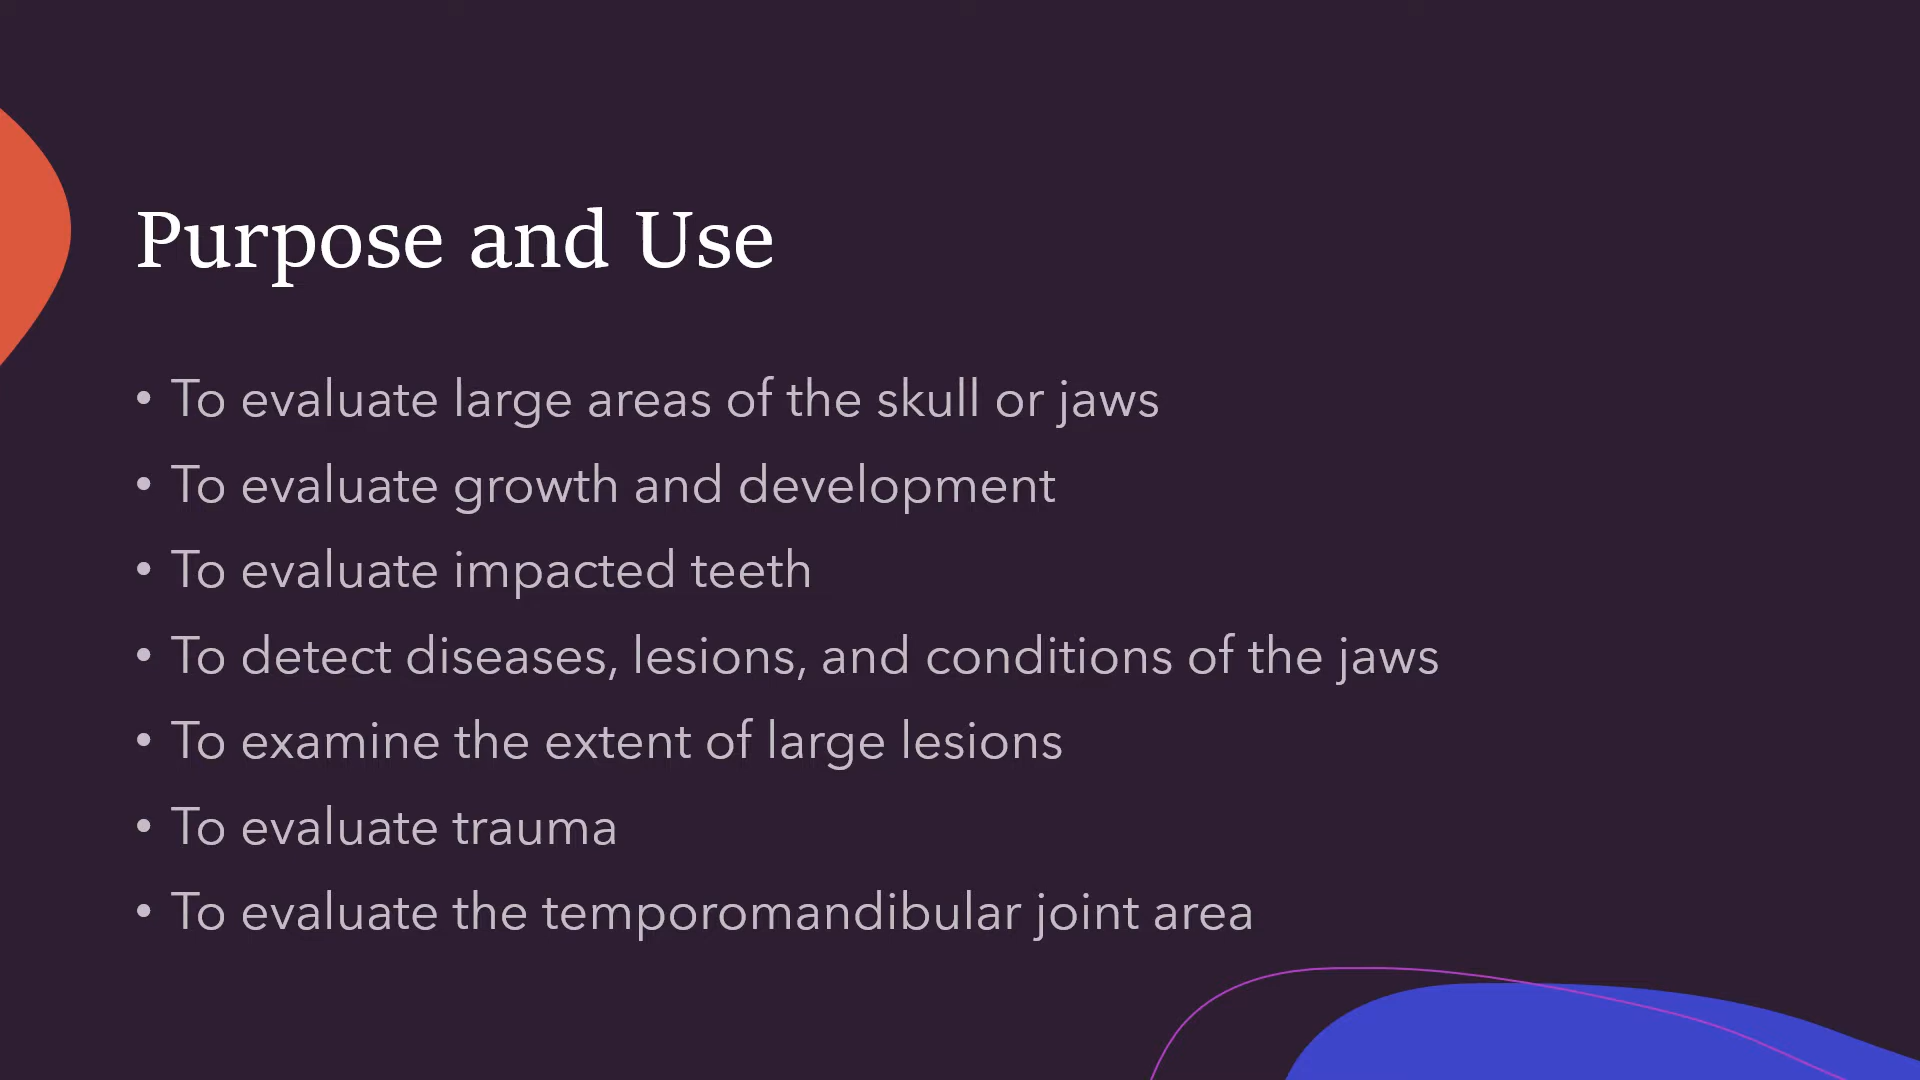 Purpose and Use
• To evaluate large areas of the skull or jaws
• To evaluate growth and development
• To evaluate impacted teeth
• To detect diseases, lesions, and conditions of the jaws
• To examine the extent of large lesions
• To evaluate trauma
• To evaluate the temporomandibular joint area